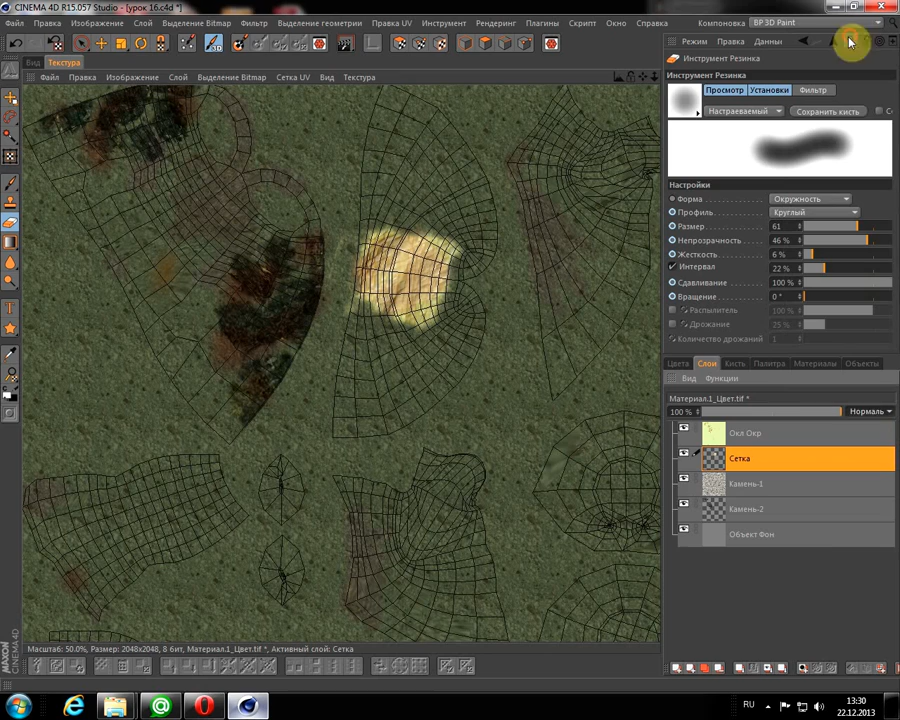 CINEMA 4D R15.057 Studio - [урок 16.c4d *]
Файл Правка Создать Слой Выделение Bitmap Фильтр Выделение геометрии Правка UV Инструмент Рендеринг Плагины Скрипт Окно Справка Компоновка BP 3D Paint
Режим Правка Данные
Вид Текстура
Инструмент Резинка
Файл Правка Изображение Слой Выделение Bitmap Сетка UV Вид Текстура
Инструмент Резинка
Просмотр Установки Фильтр
Настраеваемый Сохранить кисть
Настройки
Форма Окружность
Профиль Круглый
Размер 61
Непрозрачность 46 %
Жесткость 6 %
Интервал 22 %
Сдавливание 100 %
Вращение 0 °
Распылитель 100 %
Дрожание 25 %
Количество дрожаний 1
Цвета Слои Кисть Палитра Материалы Объекты
Вид Функции
Материал.1_Цвет.tif *
100 % Нормаль
Окл Окр
Сетка
Камень-1
Камень-2
Объект Фон
Масштаб: 50.0%, Размер: 2048x2048, 8 бит, Материал.1_Цвет.tif *, Активный слой: Сетка
MAXON CINEMA 4D
RU 13:30
22.12.2013